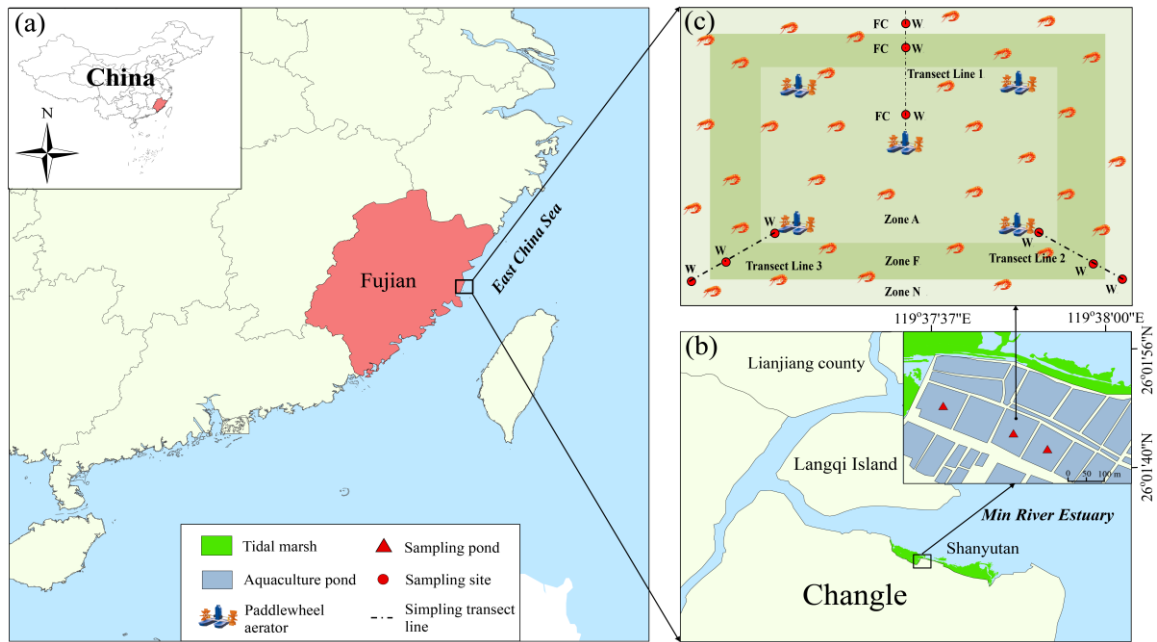 (a)
China
N
Fujian
East China Sea
Tidal marsh
Sampling pond
Aquaculture pond
Sampling site
Paddlewheel
aerator
Simpling transect
line
(c)
FC
W
FC
W
Transect Line 1
FC
W
Zone A
W
W
W
Transect Line 3
Zone F
Transect Line 2
W
W
W
Zone N
119°37'37"E
119°38'00"E
(b)
Lianjiang county
Langqi Island
26°01'56"N
26°01'40"N
0 50 100 m
Min River Estuary
Shanyutan
Changle